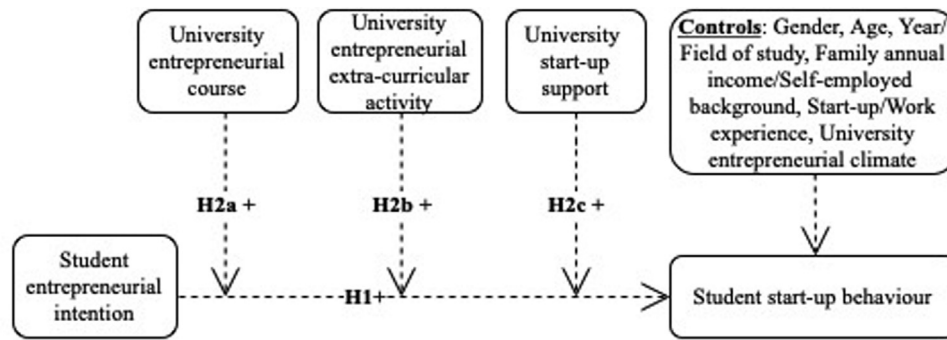 University
entrepreneurial
course
University
entrepreneurial
extra-curricular
activity
University
start-up
support
Controls: Gender, Age, Year/
Field of study, Family annual
income/Self-employed
background, Start-up/Work
experience, University
entrepreneurial climate
H2a +
H2b +
H2c +
Student
entrepreneurial
intention
H1+
Student start-up behaviour